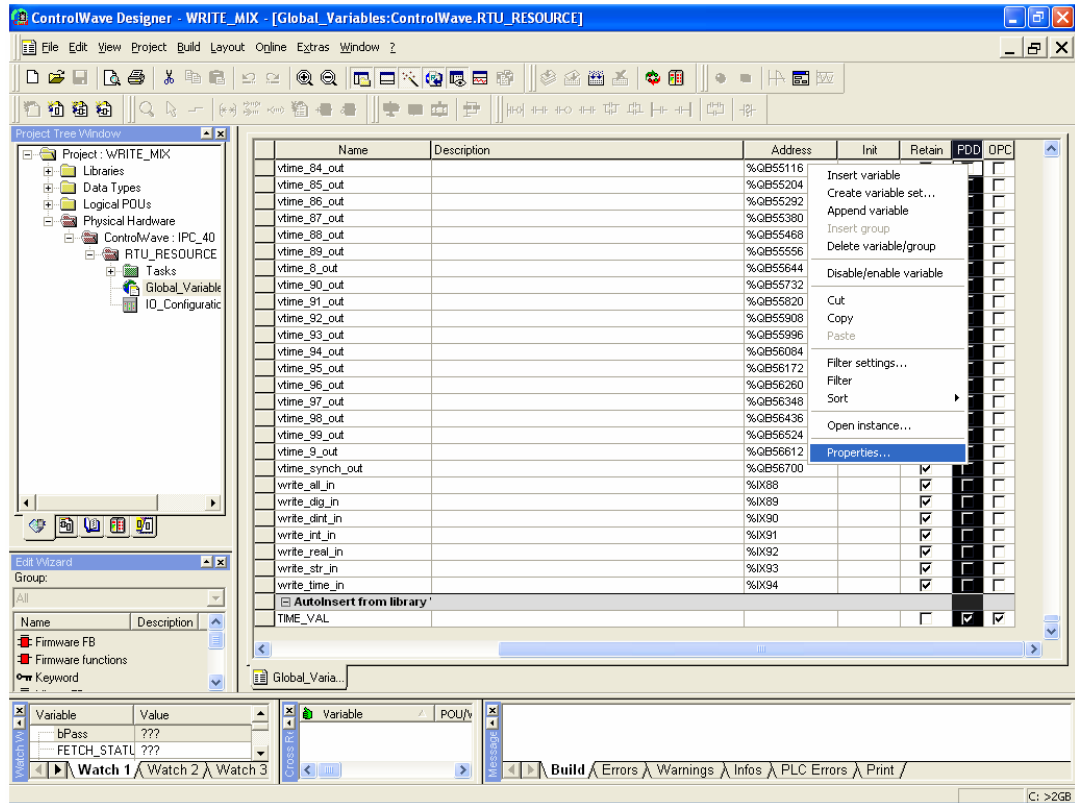 ControlWave Designer - WRITE_MIX - [Global_Variables:ControlWave.RTU_RESOURCE]
File Edit View Project Build Layout Online Extras Window ?
Project Tree Window
Project : WRITE_MIX
Libraries
Data Types
Logical POUs
Physical Hardware
ControlWave : IPC_40
RTU_RESOURCE
Tasks
Global_Variable
IO_Configuratic
Edit Wizard
Group:
All
Name Description
Firmware FB
Firmware functions
Keyword
Name Description Address Init Retain PDD OPC
vtime_84_out %QB55116
vtime_85_out %QB55204
vtime_86_out %QB55292
vtime_87_out %QB55380
vtime_88_out %QB55468
vtime_89_out %QB55556
vtime_8_out %QB55644
vtime_90_out %QB55732
vtime_91_out %QB55820
vtime_92_out %QB55908
vtime_93_out %QB55996
vtime_94_out %QB56084
vtime_95_out %QB56172
vtime_96_out %QB56260
vtime_97_out %QB56348
vtime_98_out %QB56436
vtime_99_out %QB56524
vtime_9_out %QB56612
vtime_synch_out %QB56700
write_all_in %IX88
write_dig_in %IX89
write_dint_in %IX90
write_int_in %IX91
write_real_in %IX92
write_str_in %IX93
write_time_in %IX94
AutoInsert from library '
TIME_VAL
Insert variable
Create variable set...
Append variable
Insert group
Delete variable/group
Disable/enable variable
Cut
Copy
Paste
Filter settings...
Filter
Sort
Open instance...
Properties...
Global_Varia...
Watch W
Variable Value
bPass ???
FETCH_STATU ???
Watch 1 Watch 2 Watch 3
Cross Re
Variable POU/W
Message
Build Errors Warnings Infos PLC Errors Print
C: >2GB